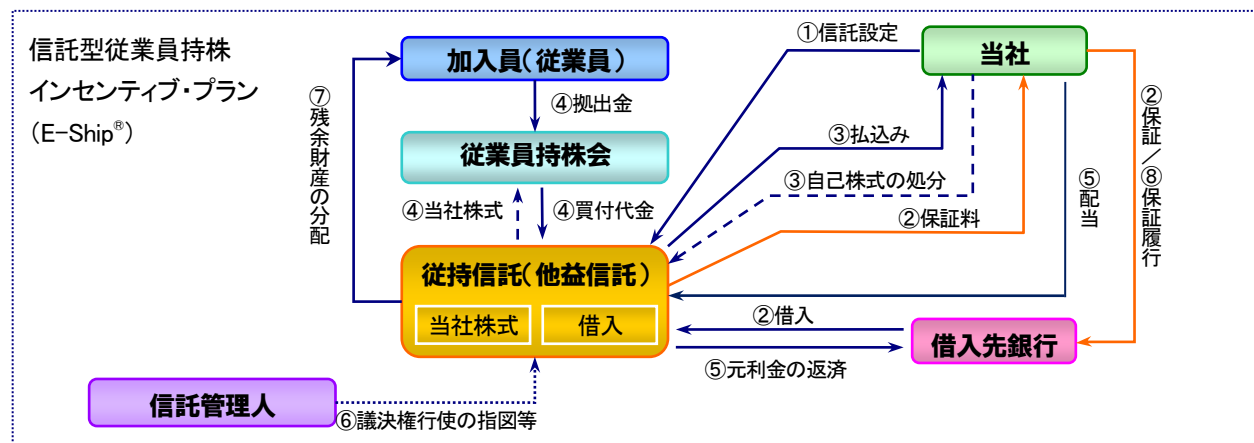 信託型従業員持株
インセンティブ・プラン
（E-Ship®）
加入員（従業員）
①信託設定
当社
⑦残余財産の分配
④拠出金
②保証／⑧保証履行
従業員持株会
③払込み
③自己株式の処分
⑤配当
④当社株式
④買付代金
②保証料
従持信託（他益信託）
当社株式
借入
②借入
借入先銀行
⑤元利金の返済
信託管理人
⑥議決権行使の指図等